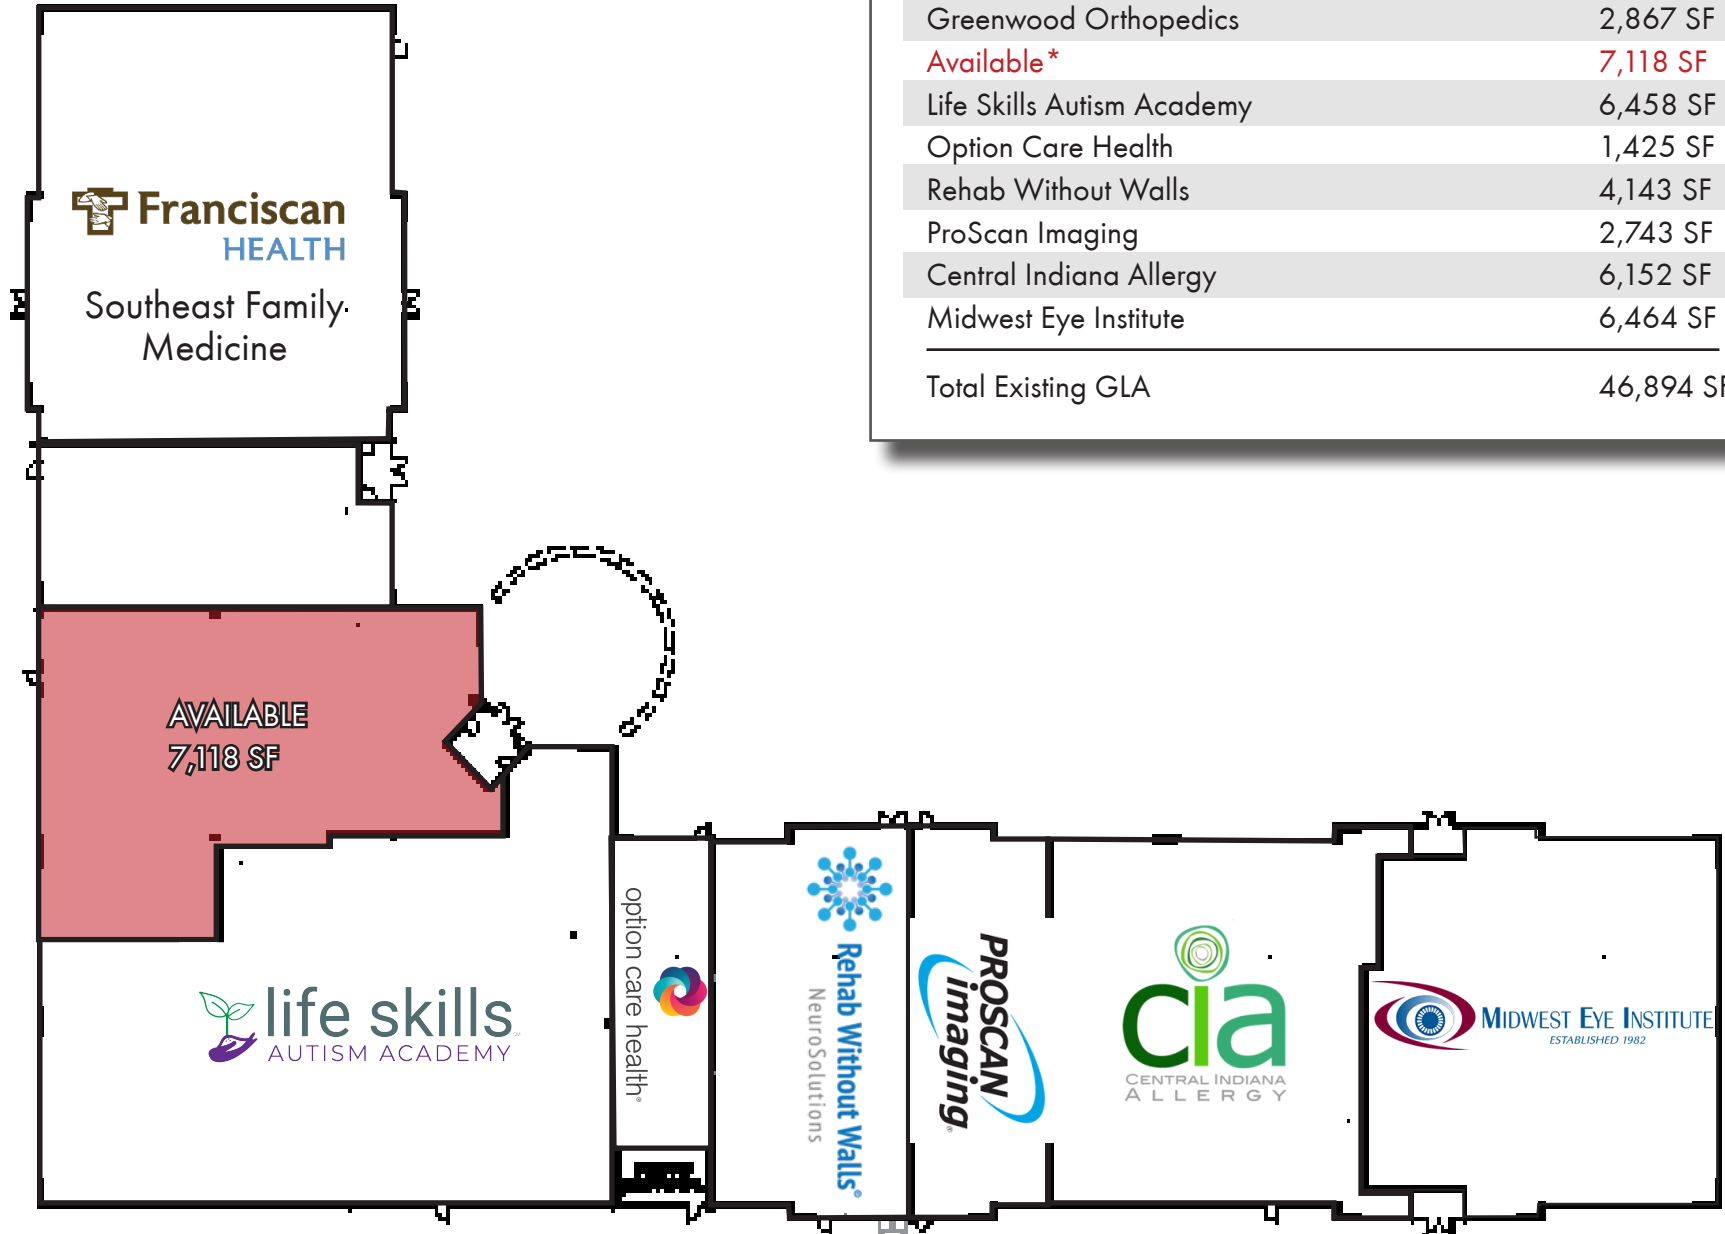 Greenwood Orthopedics 2,867 SF
Available* 7,118 SF
Life Skills Autism Academy 6,458 SF
Option Care Health 1,425 SF
Rehab Without Walls 4,143 SF
ProScan Imaging 2,743 SF
Central Indiana Allergy 6,152 SF
Midwest Eye Institute 6,464 SF
Total Existing GLA 46,894 SF
Franciscan
HEALTH
Southeast Family
Medicine
AVAILABLE
7,118 SF
life skills
AUTISM ACADEMY
option care health
Rehab Without Walls®
NeuroSolutions
PROSCAN
imaging®
cia
CENTRAL INDIANA
ALLERGY
MIDWEST EYE INSTITUTE
ESTABLISHED 1982